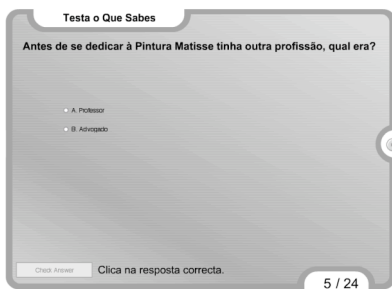 Testa o Que Sabes
Antes de se dedicar à Pintura Matisse tinha outra profissão, qual era?
A. Professor
B. Advogado
Check Answer
Clica na resposta correcta.
5 / 24